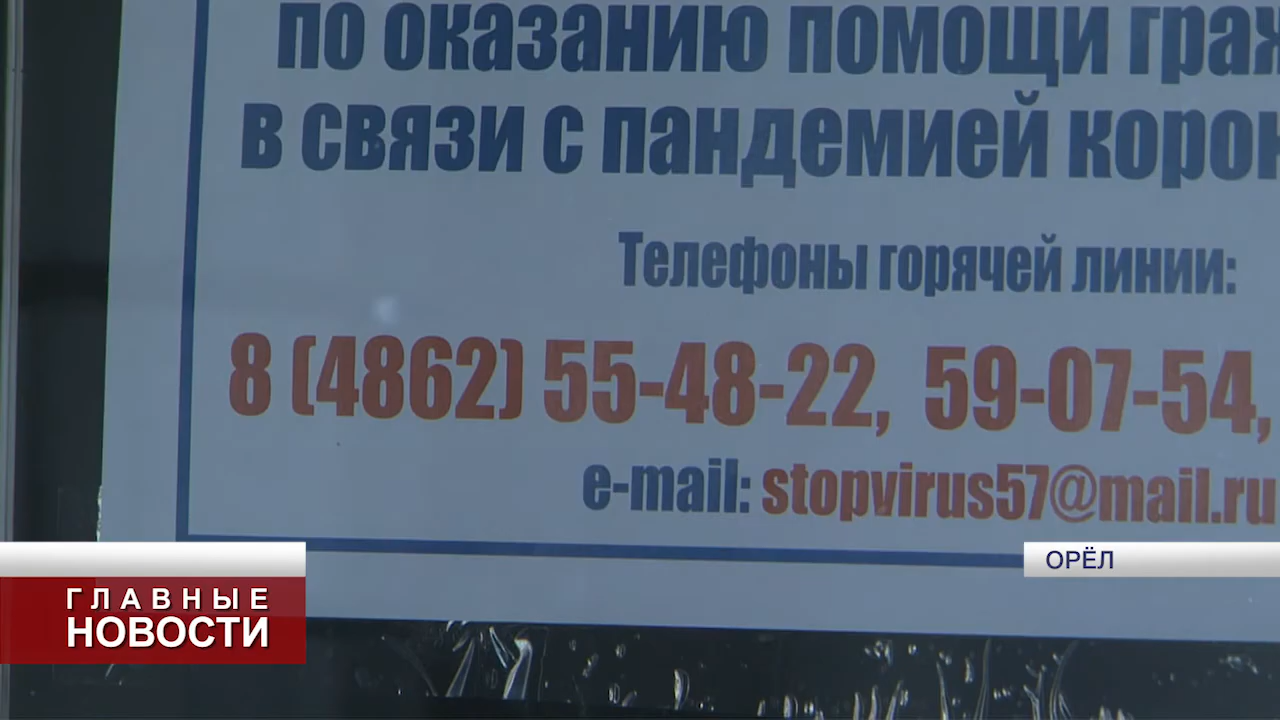 по оказанию помощи
в связи с пандемией
Телефоны горячей линии:
8 (4862) 55-48-22, 59-07-54,
e-mail: stopvirus57@mail.ru
ОРЁЛ
ГЛАВНЫЕ
НОВОСТИ